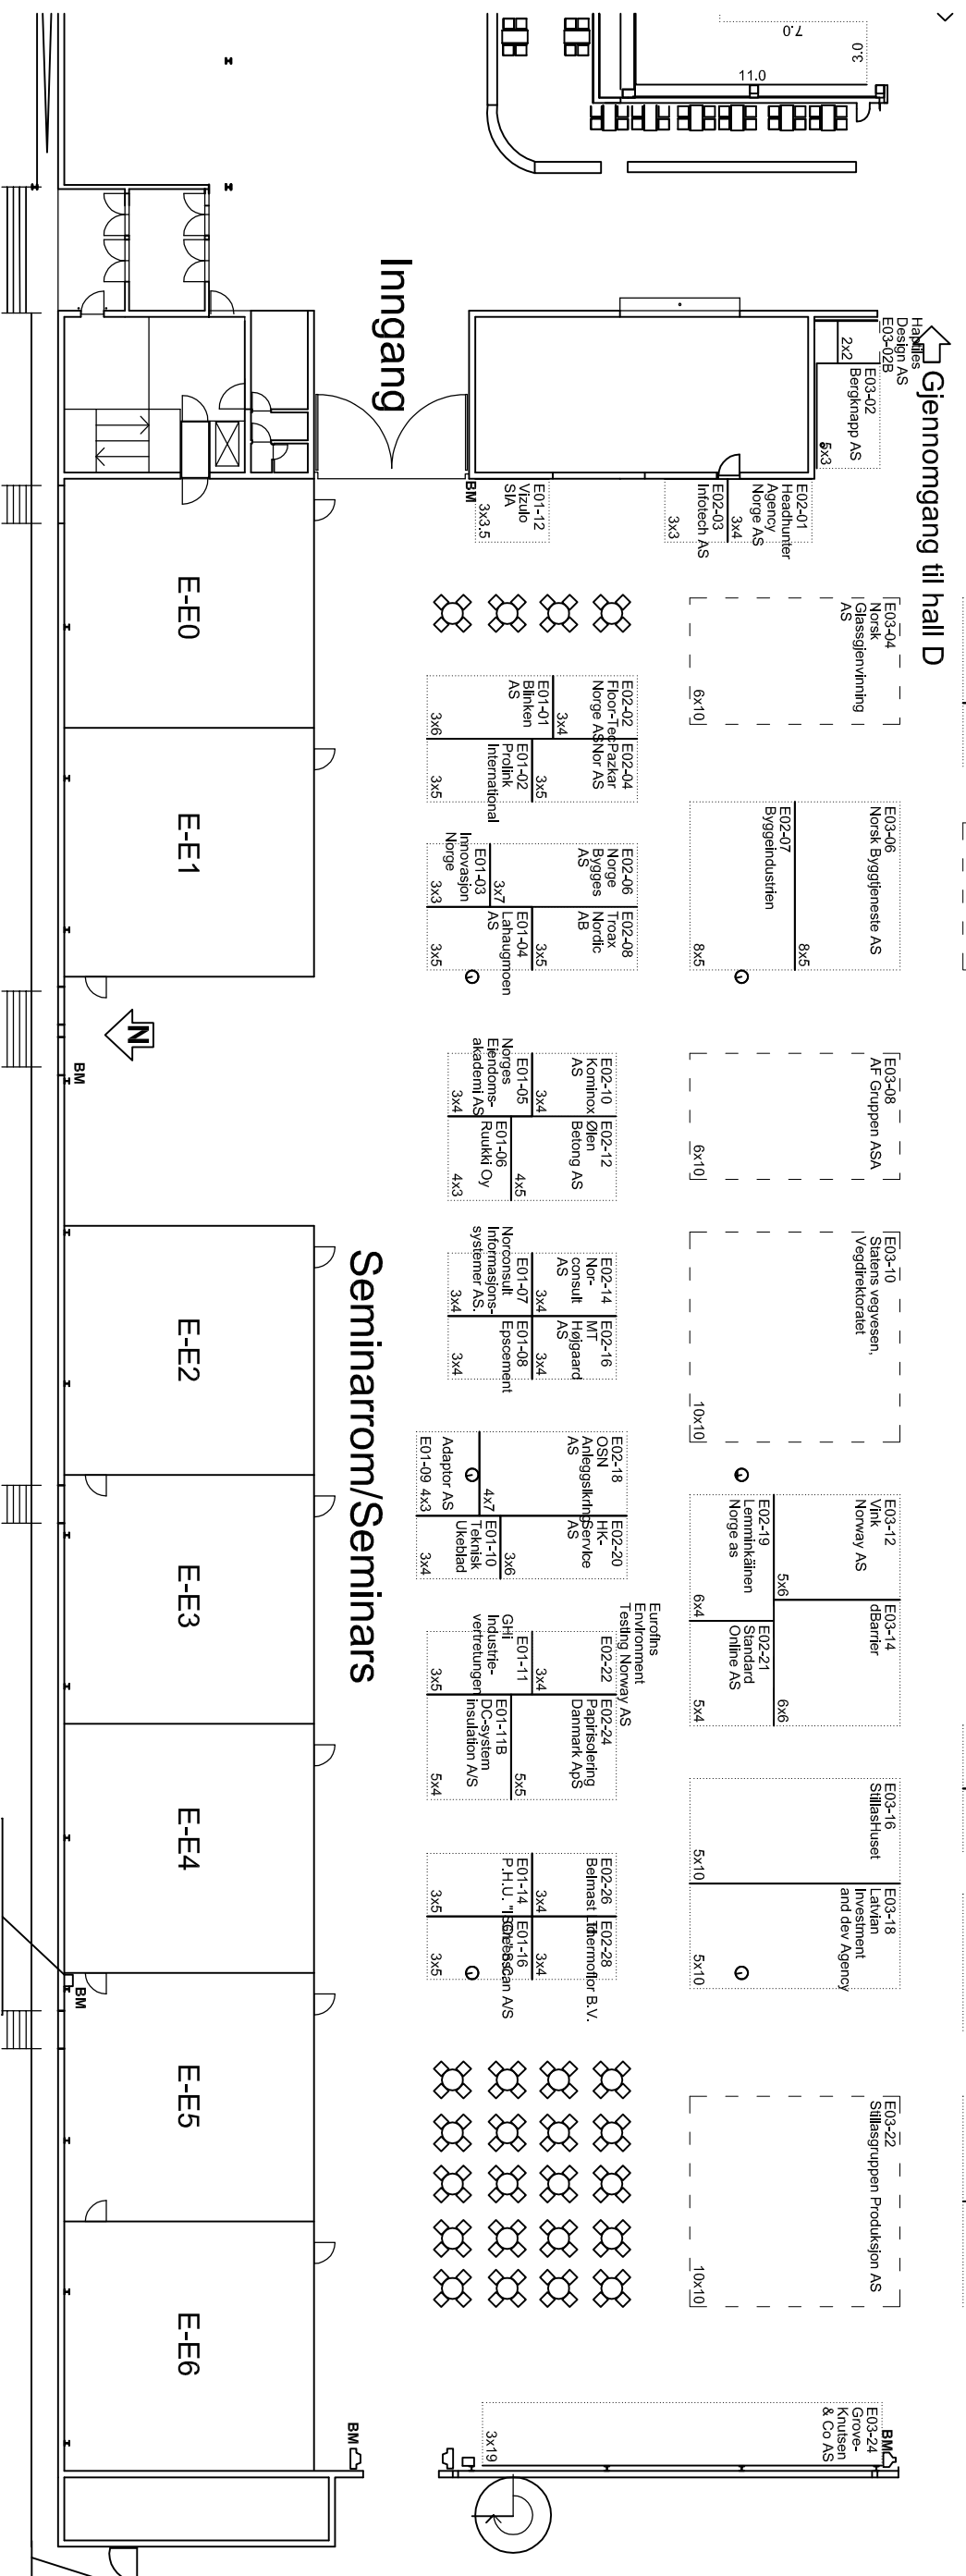 7.0
3.0
11.0
Inngang
Gjennomgang til hall D
Haptiles
Design AS
E03-02B
2x2
E03-02
Bergknapp AS
5x3
BM
E01-12
Vizulo
SIA
3x3.5
E02-01
Headhunter
Agency
Norge AS
3x4
E02-03
Infotech AS
3x3
E03-04
Norsk
Glassgjenvinning
AS
6x10
E-E0
E02-02
Floor-Tec
Norge AS
3x4
E01-01
Blinken
AS
3x6
E02-04
Pazkar
Nor AS
3x5
E01-02
Prolink
International
3x5
E03-06
Norsk Byggtjeneste AS
8x5
E02-07
Byggeindustrien
8x5
E-E1
E02-06
Norge
Bygges
AS
3x7
E01-03
Innovasjon
Norge
3x3
E02-08
Troax
Nordic
AB
3x5
E01-04
Lahaugmoen
AS
3x5
N
BM
E02-10
Kominox
AS
3x4
E01-05
Norges
Eiendoms-
akademi AS
3x4
E02-12
Ølen
Betong AS
4x5
E01-06
Ruukki Oy
4x3
E03-08
AF Gruppen ASA
6x10
Seminarrom/Seminars
E-E2
E02-14
Nor-
consult
AS
3x4
E01-07
Norconsult
Informasjons-
systemer AS.
3x4
E02-16
MT
Højgaard
AS
3x4
E01-08
Epscement
3x4
E03-10
Statens vegvesen,
Vegdirektoratet
10x10
E-E3
E02-18
OSN
Anleggsikring
AS
4x7
Adaptor AS
E01-09 4x3
E02-20
HK-
Service
AS
3x6
E01-10
Teknisk
Ukeblad
3x4
E03-12
Vink
Norway AS
5x6
E02-19
Lemminkäinen
Norge as
6x4
E03-14
dBarrier
6x6
E02-21
Standard
Online AS
5x4
Eurofins
Environment
Testing Norway AS
E02-22
3x4
E01-11
GHI
Industrie-
vertretungen
3x5
E02-24
Papirisolering
Danmark ApS
5x5
E01-11B
DC-system
insulation A/S
5x4
E-E4
E03-16
StillasHuset
5x10
E03-18
Latvian
Investment
and dev Agency
5x10
E02-26
Belmast Ltd
3x4
E01-14
P.H.U.
3x5
E02-28
Thermoflor B.V.
3x4
E01-16
3x5
BM
E-E5
E03-22
Stillasgruppen Produksjon AS
10x10
E-E6
BM
E03-24
Grove-
Knutsen
& Co AS
3x19
BM